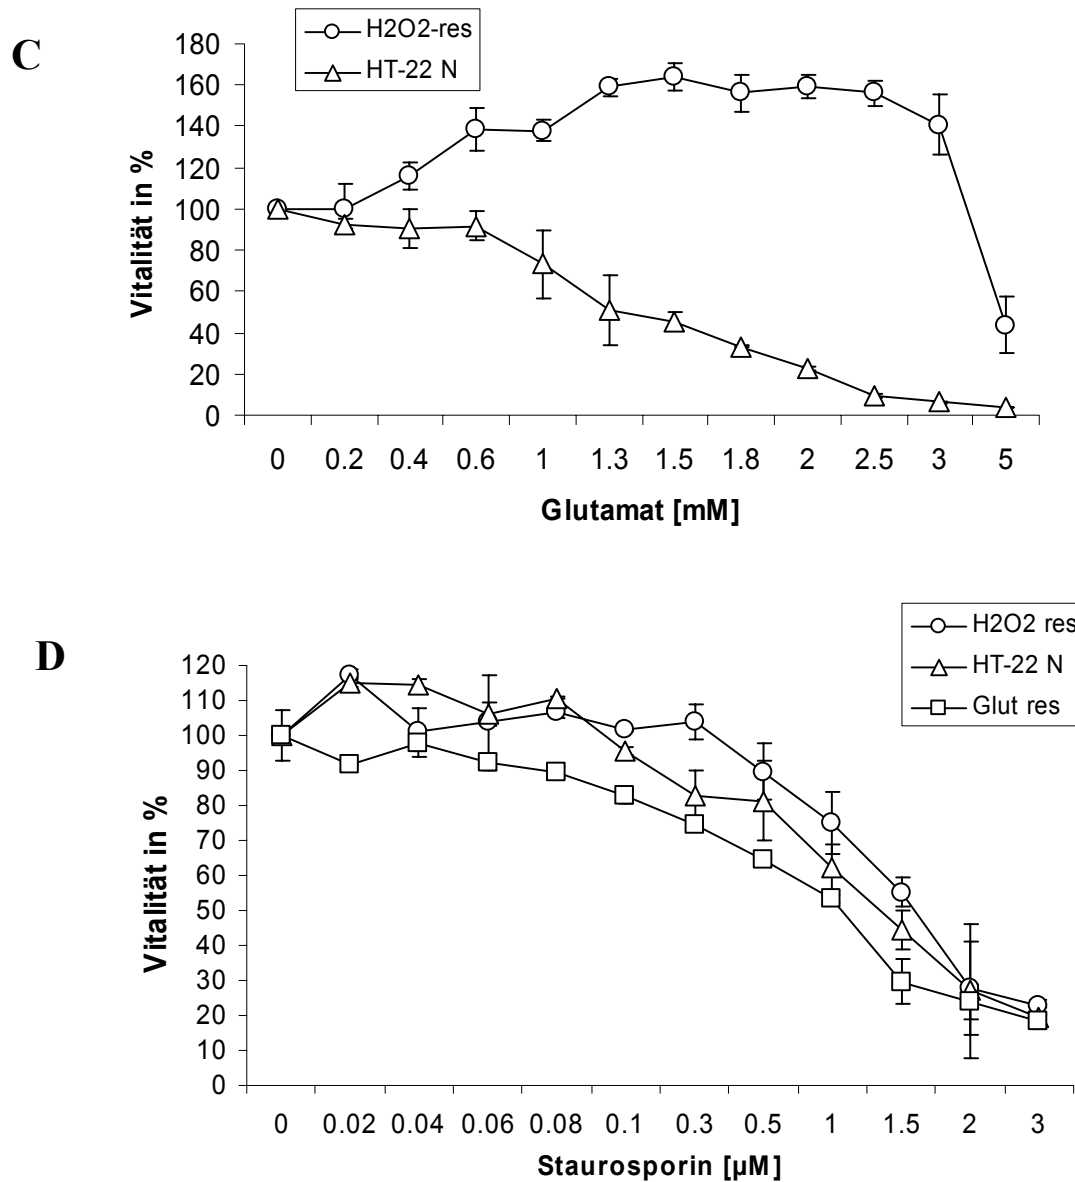 C
H2O2-res
HT-22 N
Vitalität in %
180
160
140
120
100
80
60
40
20
0
0 0.2 0.4 0.6 1 1.3 1.5 1.8 2 2.5 3 5
Glutamat [mM]
D
H2O2 res
HT-22 N
Glut res
Vitalität in %
120
110
100
90
80
70
60
50
40
30
20
10
0
0 0.02 0.04 0.06 0.08 0.1 0.3 0.5 1 1.5 2 3
Staurosporin [µM]